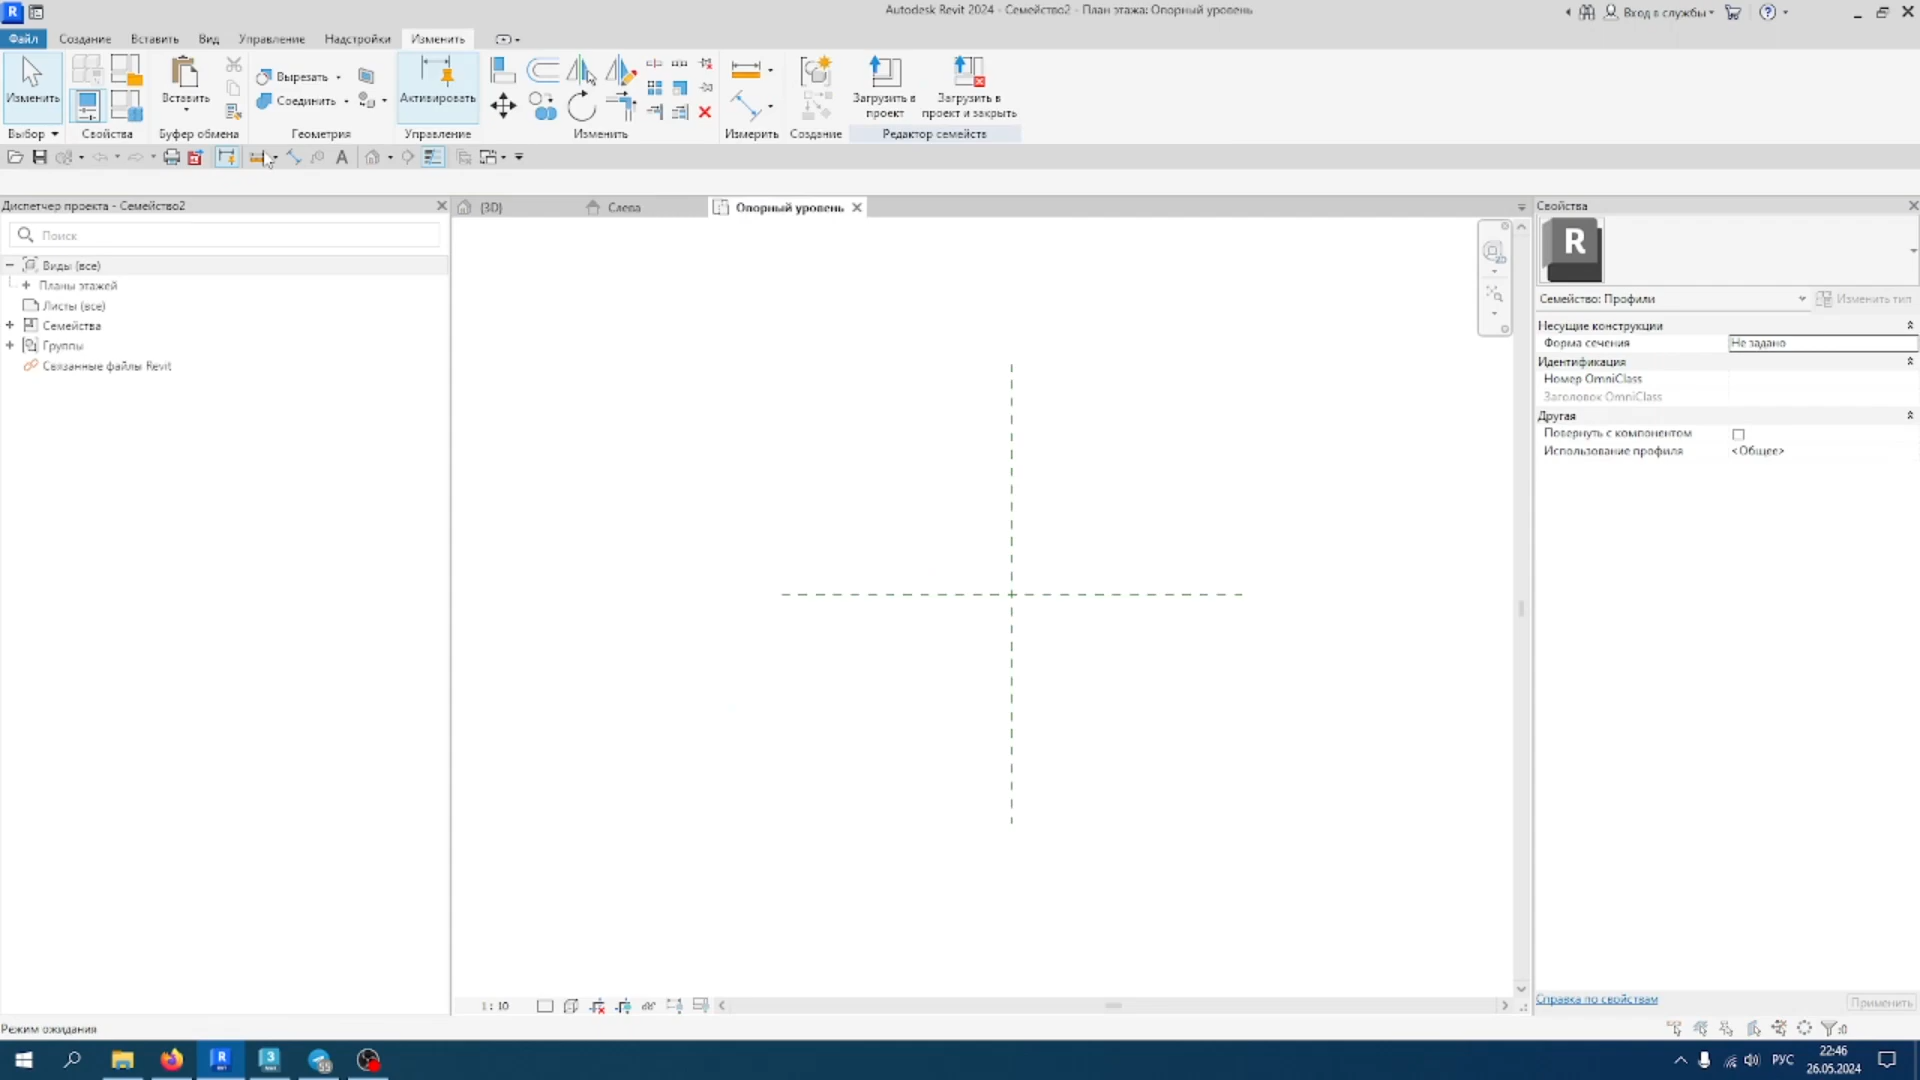 Autodesk Revit 2024 - Семейство2 - План этажа: Опорный уровень
Вход в службы
Файл Создание Вставить Вид Управление Надстройки Изменить
Изменить
Вставить
Вырезать
Соединить
Активировать
Загрузить в проект
Загрузить в проект и закрыть
Выбор Свойства Буфер обмена Геометрия Управление Изменить Измерить Создание Редактор семейств
Диспетчер проекта - Семейство2
(3D) Слева Опорный уровень
Свойства
Поиск
R
Виды (все)
Планы этажей
Листы (все)
Семейства
Группы
Связанные файлы Revit
Семейство: Профили
Изменить тип
Несущие конструкции
Форма сечения Не задано
Идентификация
Номер OmniClass
Заголовок OmniClass
Другая
Повернуть с компонентом
Использование профиля <Общее>
1 : 10
Справка по свойствам
Применить
Режим ожидания
:0
55
РУС
22:46
26.05.2024